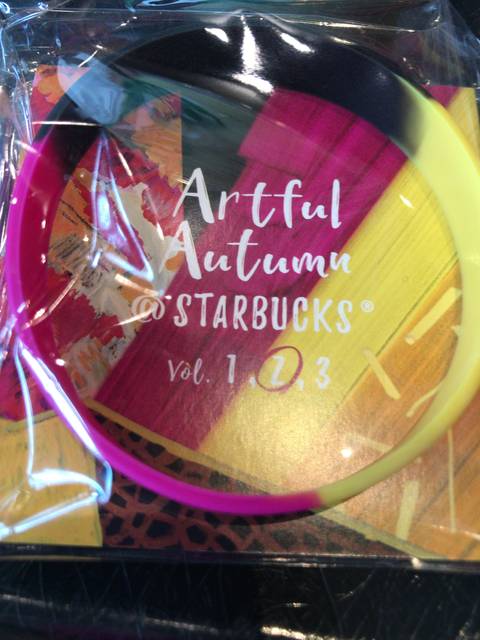 Artful
Autumn
@STARBUCKS®
Vol. 1, 2, 3